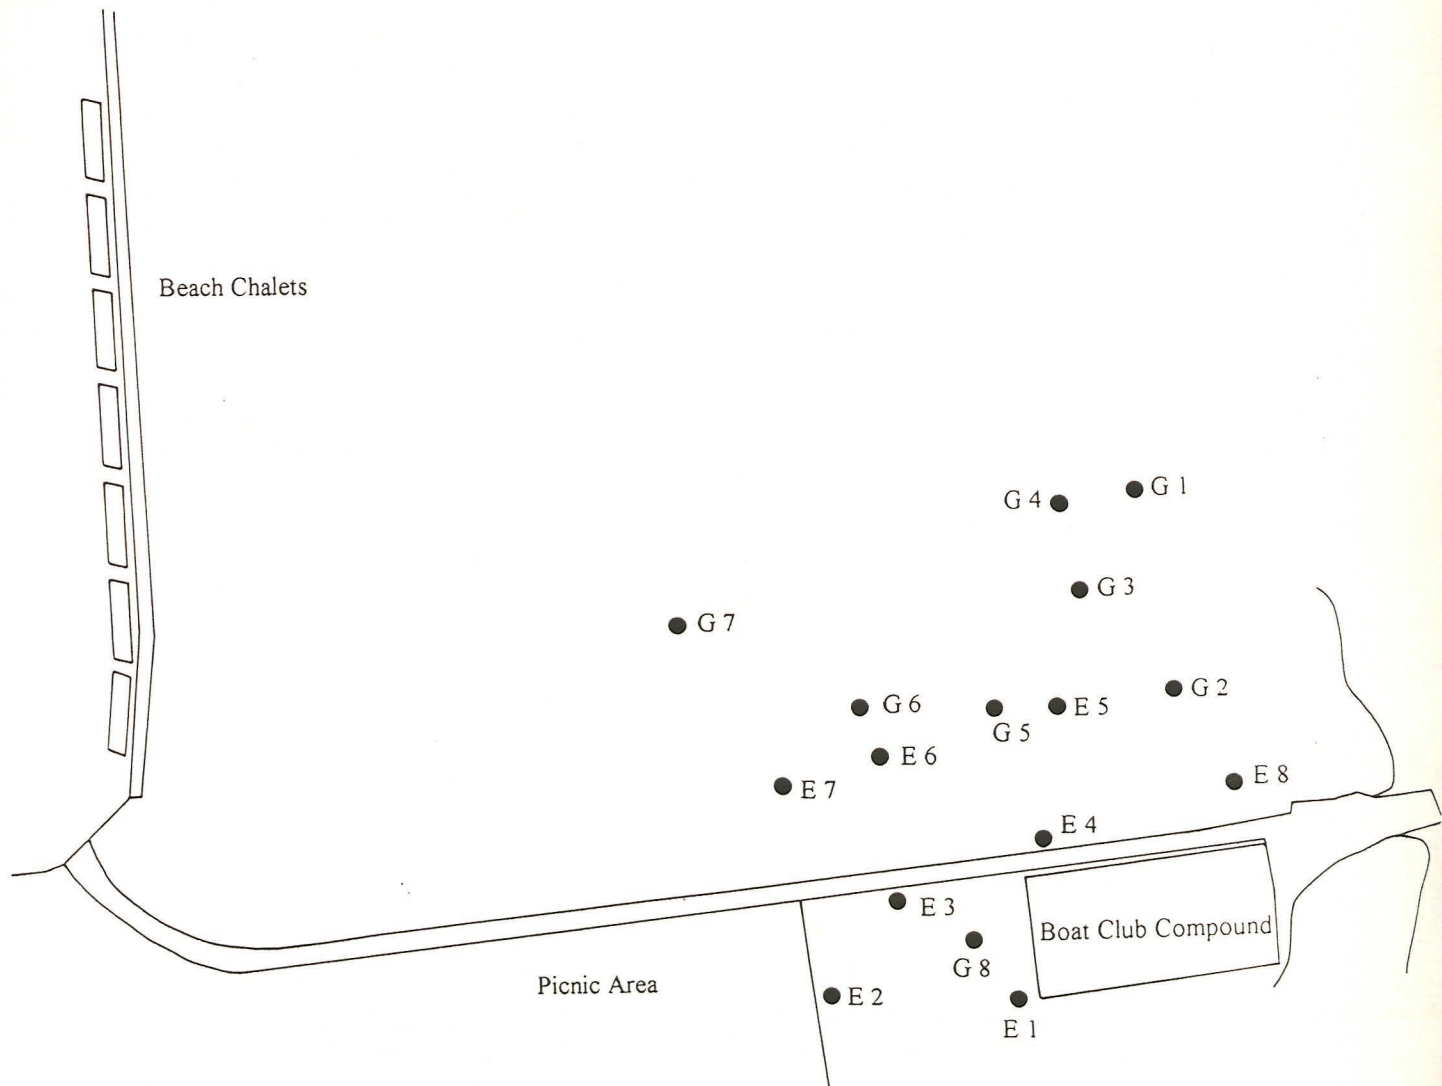 Beach Chalets
G 4
G 1
G 3
G 7
G 2
G 6
E 5
G 5
E 6
E 8
E 7
E 4
E 3
Boat Club Compound
G 8
Picnic Area
E 2
E 1